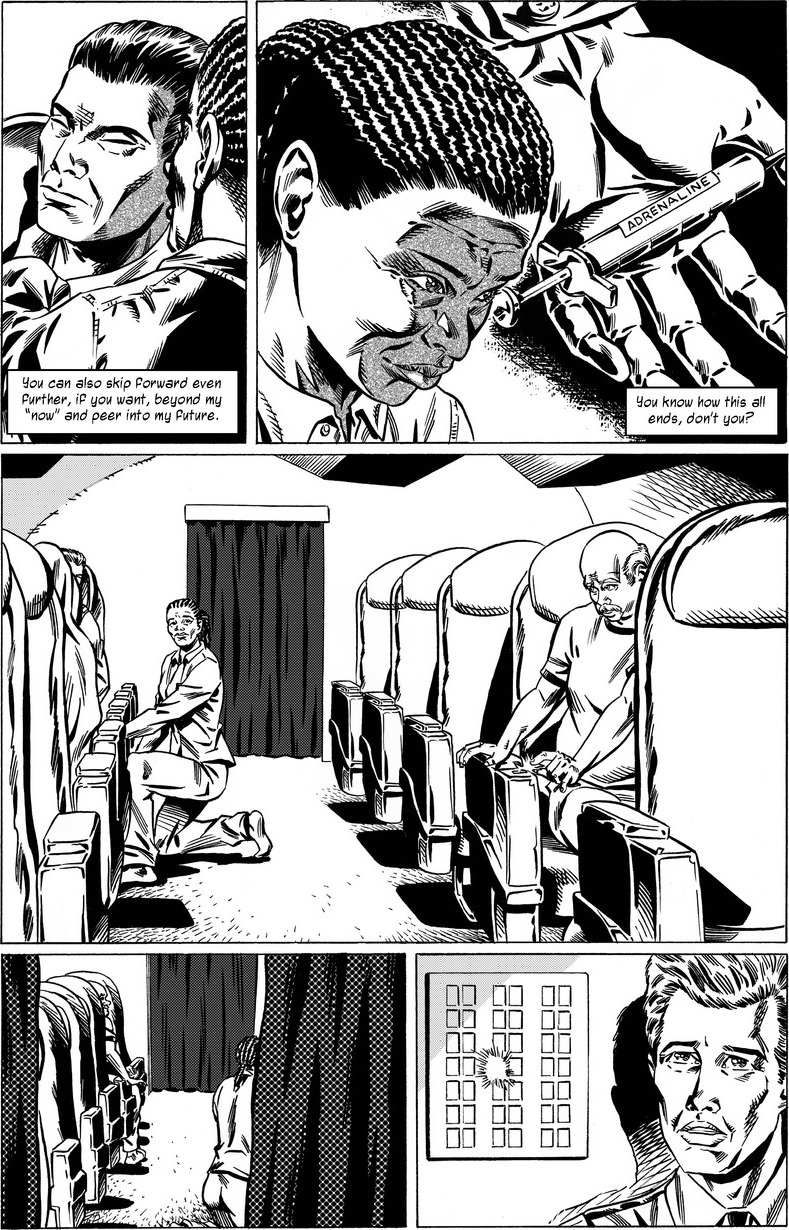 You can also skip forward even
further, if you want, beyond my
"now" and peer into my future.
ADRENALINE
You know how this all
ends, don't you?